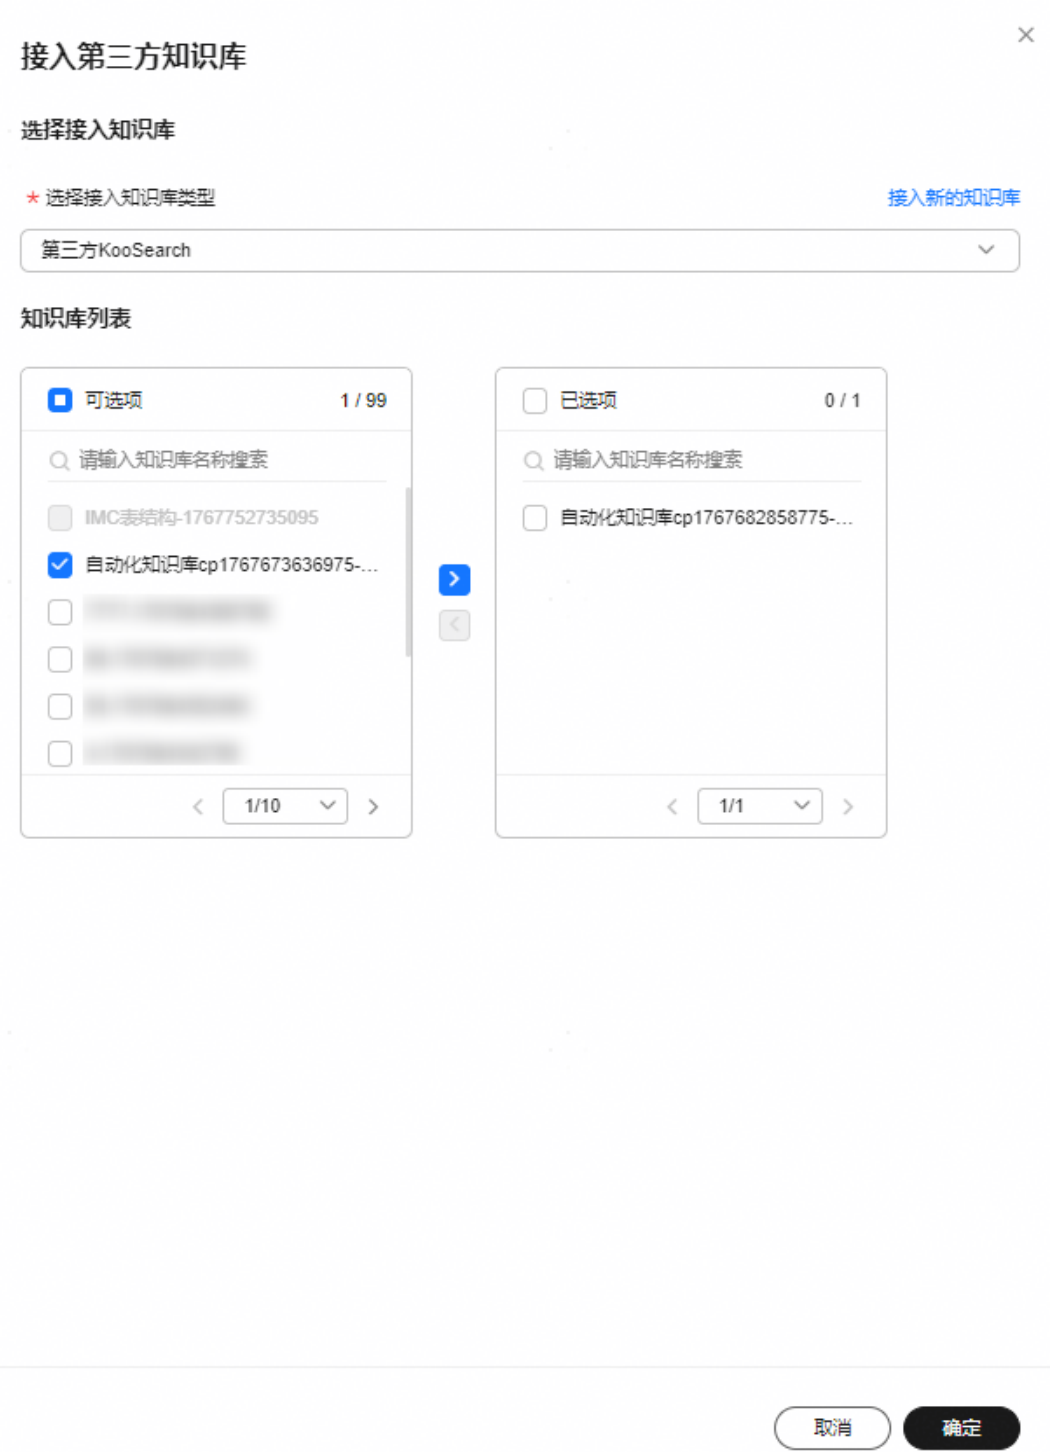 接入第三方知识库
选择接入知识库
* 选择接入知识库类型
接入新的知识库
第三方KooSearch
知识库列表
可选项 1 / 99
请输入知识库名称搜索
IMC表结构-1767752735095
自动化知识库cp1767673636975-...
1/10
已选项 0 / 1
请输入知识库名称搜索
自动化知识库cp1767682858775-...
1/1
取消
确定